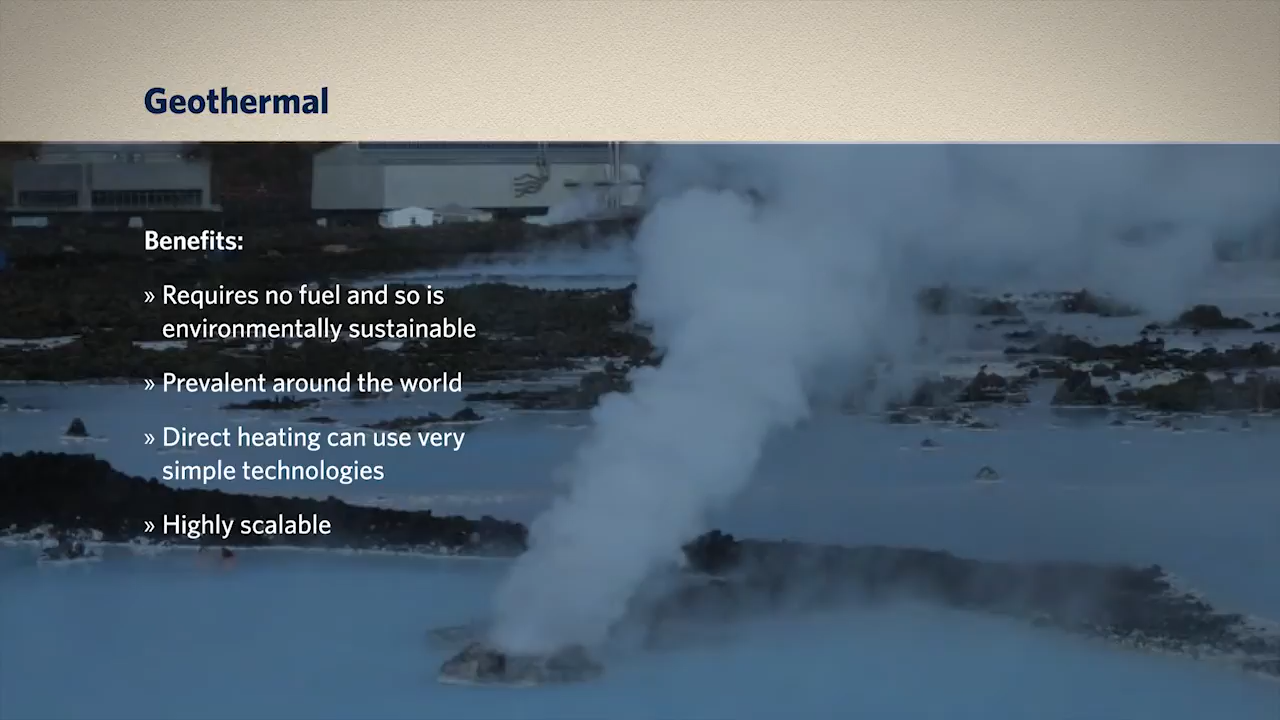 Geothermal
Benefits:
» Requires no fuel and so is
environmentally sustainable
» Prevalent around the world
» Direct heating can use very
simple technologies
» Highly scalable